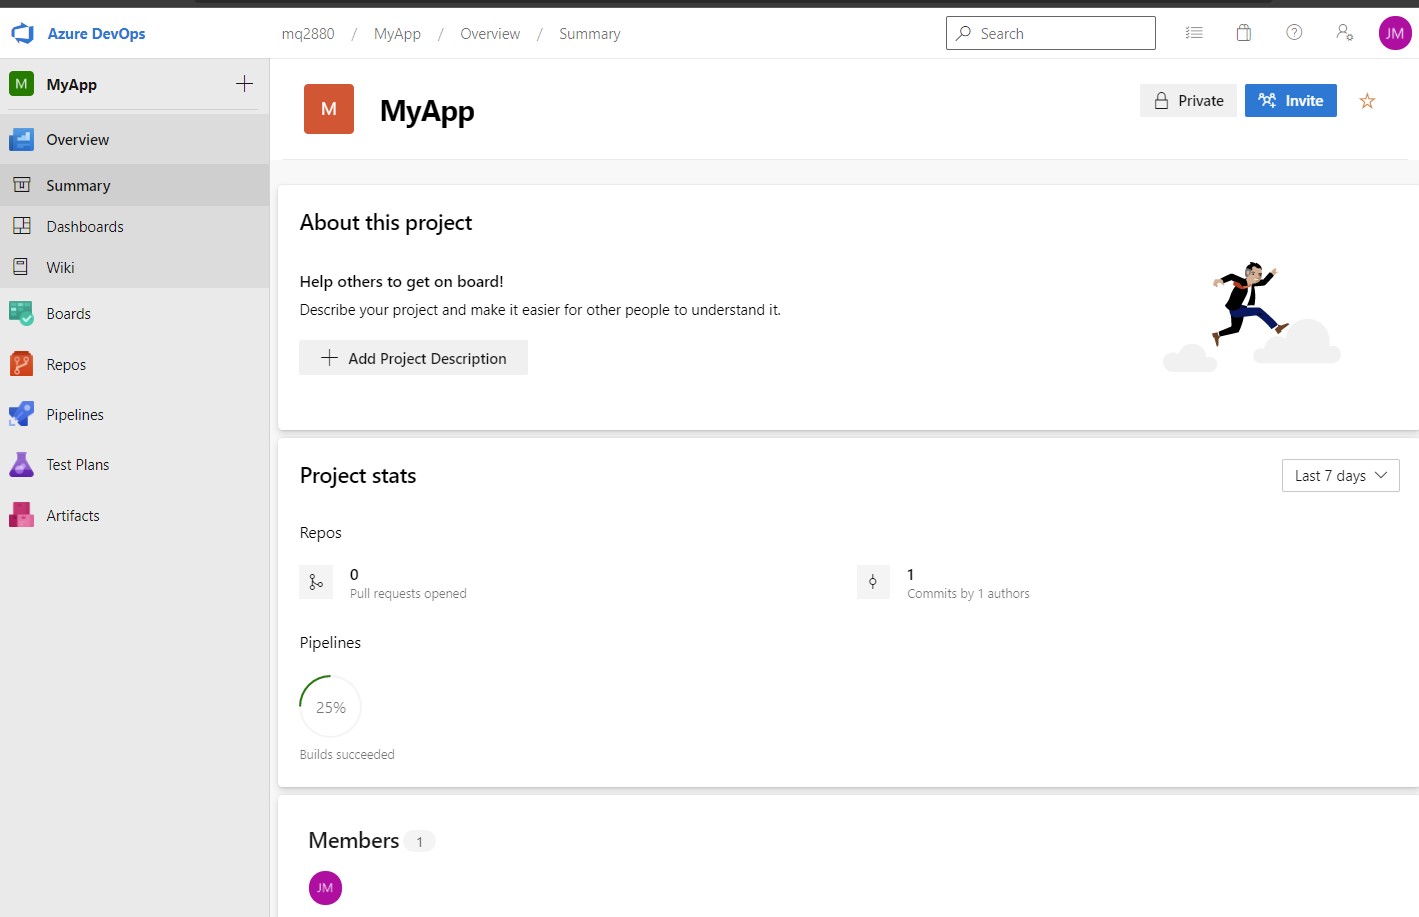 Azure DevOps
mq2880 / MyApp / Overview / Summary
Search
JM
M MyApp
Overview
Summary
Dashboards
Wiki
Boards
Repos
Pipelines
Test Plans
Artifacts
M MyApp
Private
Invite
About this project
Help others to get on board!
Describe your project and make it easier for other people to understand it.
Add Project Description
Project stats
Last 7 days
Repos
0
Pull requests opened
1
Commits by 1 authors
Pipelines
25%
Builds succeeded
Members 1
JM